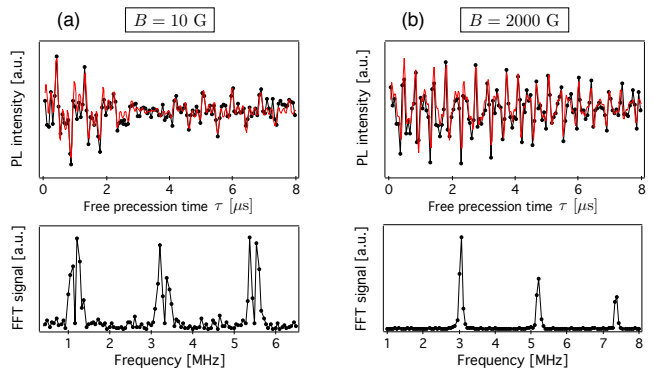 (a) B = 10 G
PL intensity [a.u.]
0 2 4 6 8
Free precession time τ [μs]
FFT signal [a.u.]
1 2 3 4 5 6
Frequency [MHz]
(b) B = 2000 G
PL intensity [a.u.]
0 2 4 6 8
Free precession time τ [μs]
FFT signal [a.u.]
1 2 3 4 5 6 7 8
Frequency [MHz]